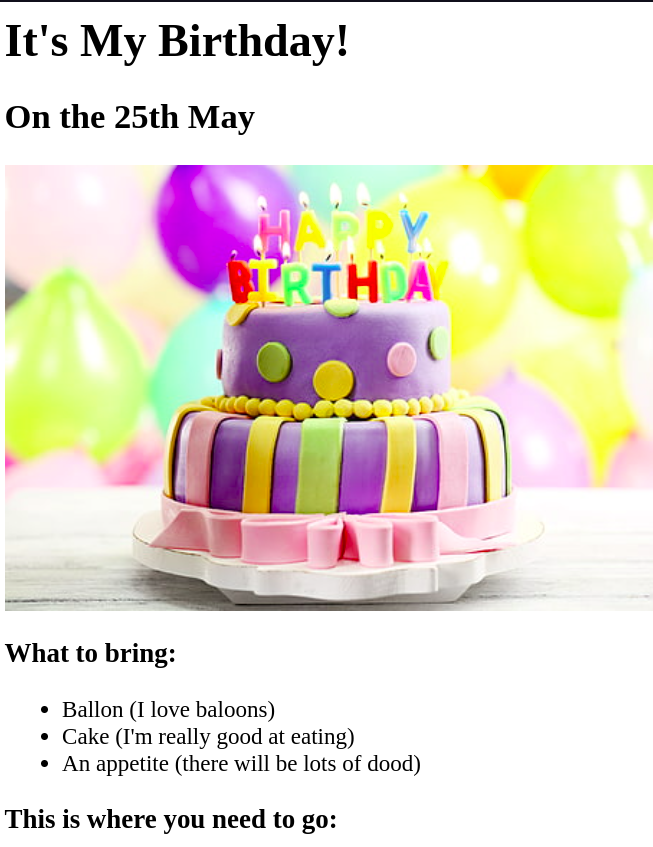 It's My Birthday!
On the 25th May
HAPPY
BIRTHDAY
What to bring:
Ballon (I love baloons)
Cake (I'm really good at eating)
An appetite (there will be lots of dood)
This is where you need to go: